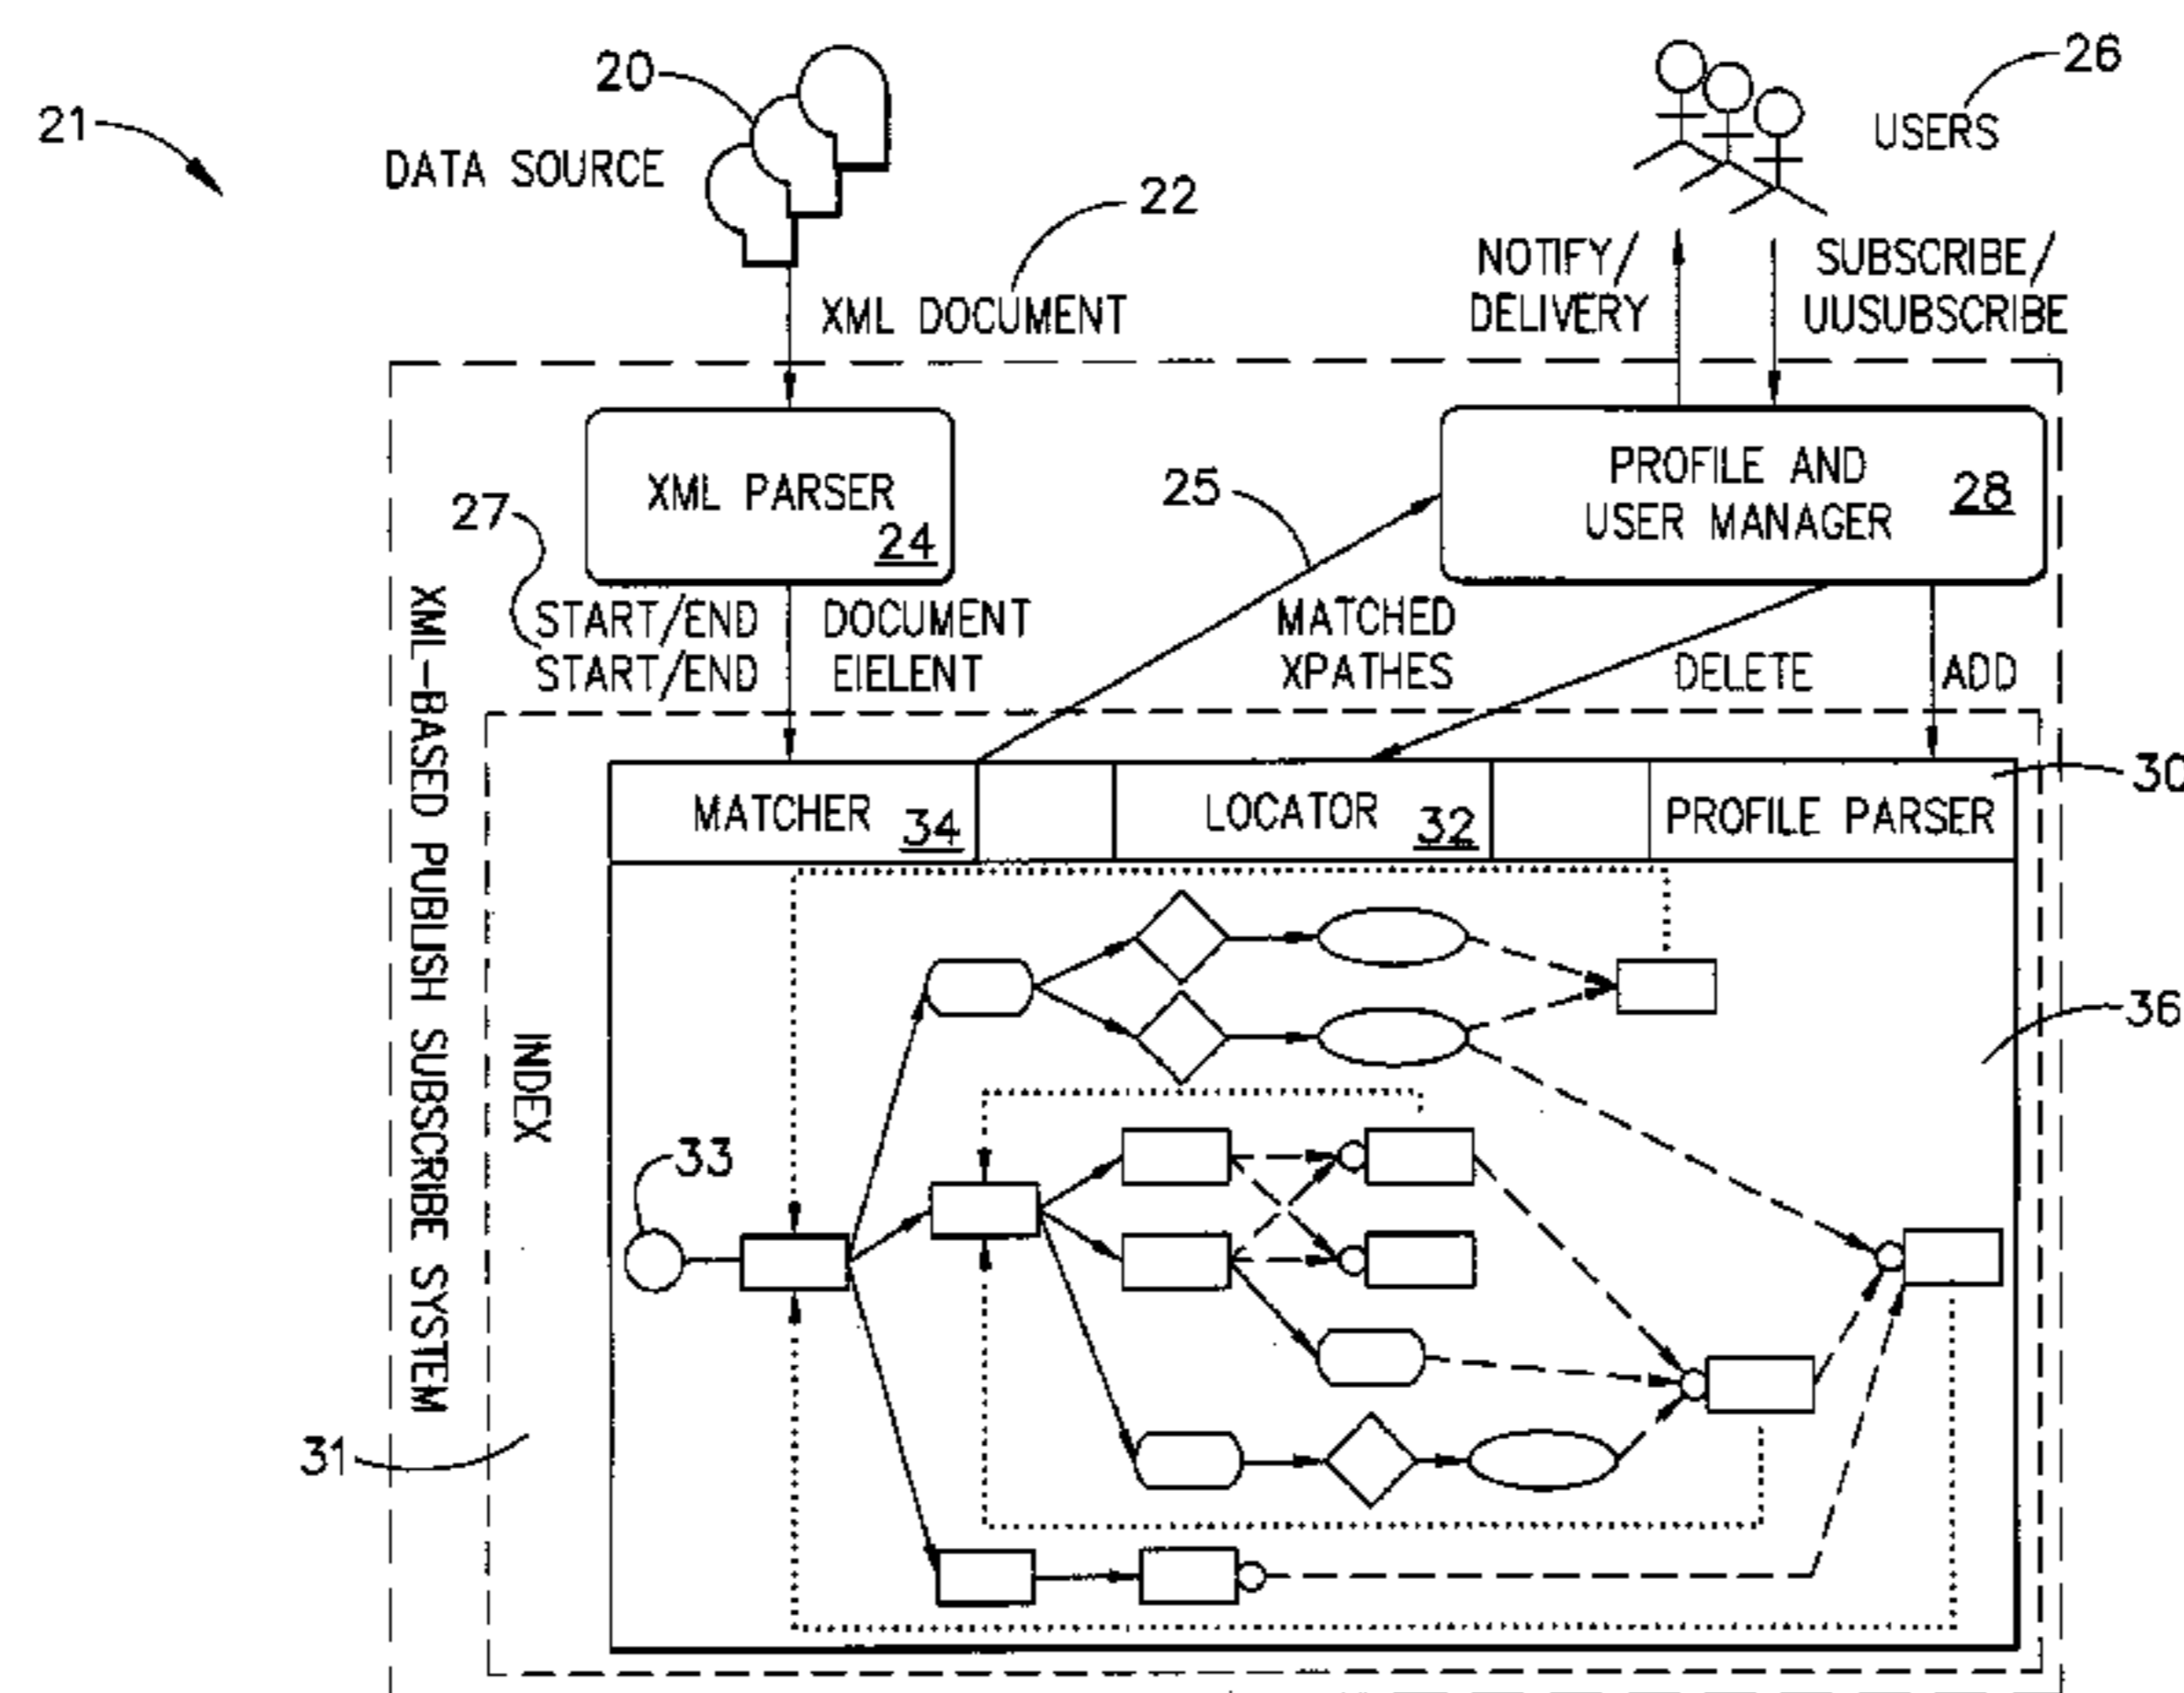 21
20
DATA SOURCE
26
USERS
22
XML DOCUMENT
NOTIFY/
DELIVERY
SUBSCRIBE/
UUSUBSCRIBE
XML PARSER
24
27
25
PROFILE AND
USER MANAGER
28
START/END DOCUMENT
START/END EIELENT
MATCHED
XPATHES
DELETE
ADD
XML-BASED PUBLISH SUBSCRIBE SYSTEM
INDEX
MATCHER
34
LOCATOR
32
PROFILE PARSER
30
36
33
31